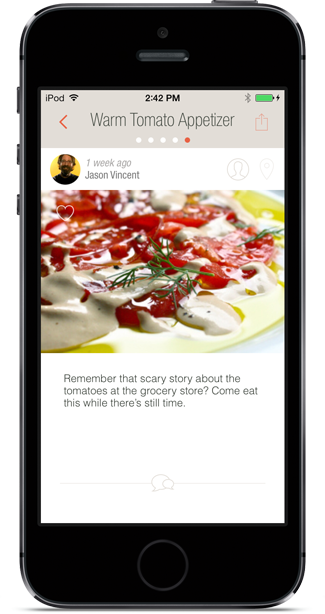 iPod 2:42 PM
Warm Tomato Appetizer
1 week ago
Jason Vincent
Remember that scary story about the
tomatoes at the grocery store? Come eat
this while there's still time.